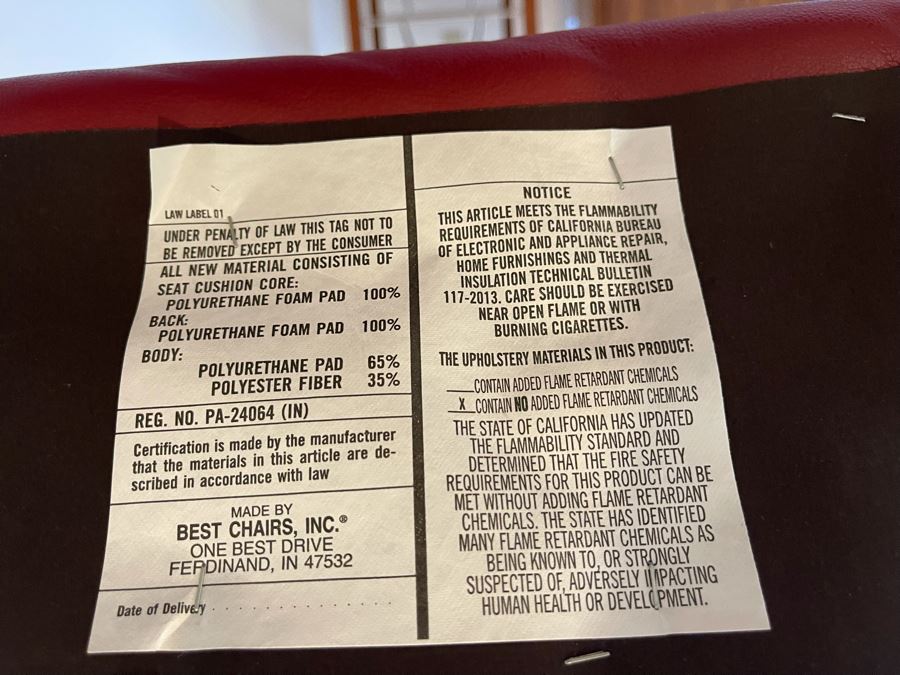 LAW LABEL 01
UNDER PENALTY OF LAW THIS TAG NOT TO
BE REMOVED EXCEPT BY THE CONSUMER
ALL NEW MATERIAL CONSISTING OF
SEAT CUSHION CORE:
POLYURETHANE FOAM PAD 100%
BACK:
POLYURETHANE FOAM PAD 100%
BODY:
POLYURETHANE PAD 65%
POLYESTER FIBER 35%
REG. NO. PA-24064 (IN)
Certification is made by the manufacturer
that the materials in this article are de-
scribed in accordance with law
MADE BY
BEST CHAIRS, INC.®
ONE BEST DRIVE
FERDINAND, IN 47532
Date of Delivery . . . . . . . . . . . . . .
NOTICE
THIS ARTICLE MEETS THE FLAMMABILITY
REQUIREMENTS OF CALIFORNIA BUREAU
OF ELECTRONIC AND APPLIANCE REPAIR,
HOME FURNISHINGS AND THERMAL
INSULATION TECHNICAL BULLETIN
117-2013. CARE SHOULD BE EXERCISED
NEAR OPEN FLAME OR WITH
BURNING CIGARETTES.
THE UPHOLSTERY MATERIALS IN THIS PRODUCT:
___CONTAIN ADDED FLAME RETARDANT CHEMICALS
_X_CONTAIN NO ADDED FLAME RETARDANT CHEMICALS
THE STATE OF CALIFORNIA HAS UPDATED
THE FLAMMABILITY STANDARD AND
DETERMINED THAT THE FIRE SAFETY
REQUIREMENTS FOR THIS PRODUCT CAN BE
MET WITHOUT ADDING FLAME RETARDANT
CHEMICALS. THE STATE HAS IDENTIFIED
MANY FLAME RETARDANT CHEMICALS AS
BEING KNOWN TO, OR STRONGLY
SUSPECTED OF, ADVERSELY IMPACTING
HUMAN HEALTH OR DEVELOPMENT.